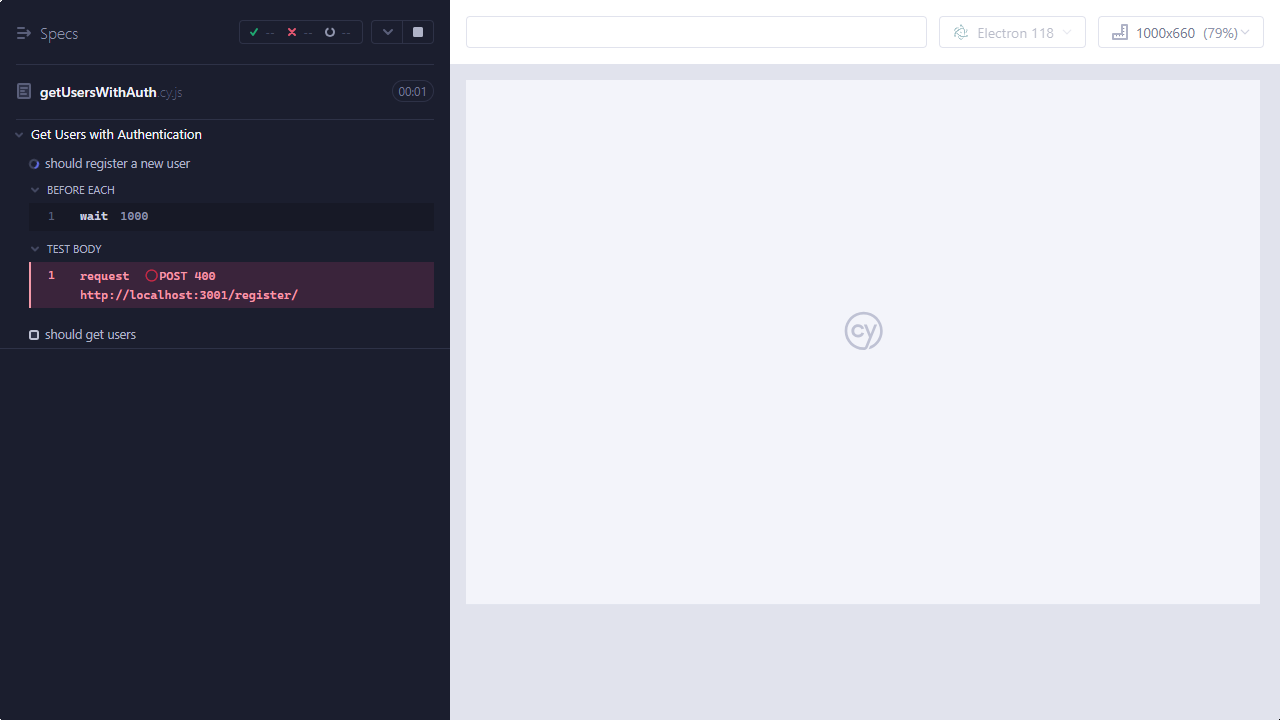 Specs
-- -- --
getUsersWithAuth.cy.js
00:01
Get Users with Authentication
should register a new user
BEFORE EACH
1 wait 1000
TEST BODY
1 request POST 400
http://localhost:3001/register/
should get users
Electron 118
1000x660 (79%)
cy